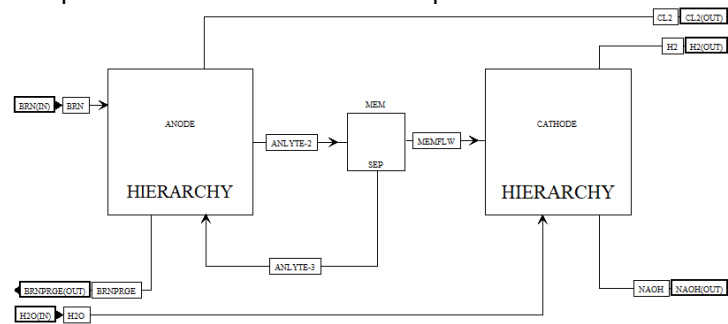 CL2 CL2(OUT)
H2 H2(OUT)
BRN(IN) BRN
MEM
ANODE
CATHODE
ANLYTE-2
MEMFLW
SEP
HIERARCHY
HIERARCHY
ANLYTE-3
BRNPRGE(OUT) BRNPRGE
NAOH NAOH(OUT)
H2O(IN) H2O